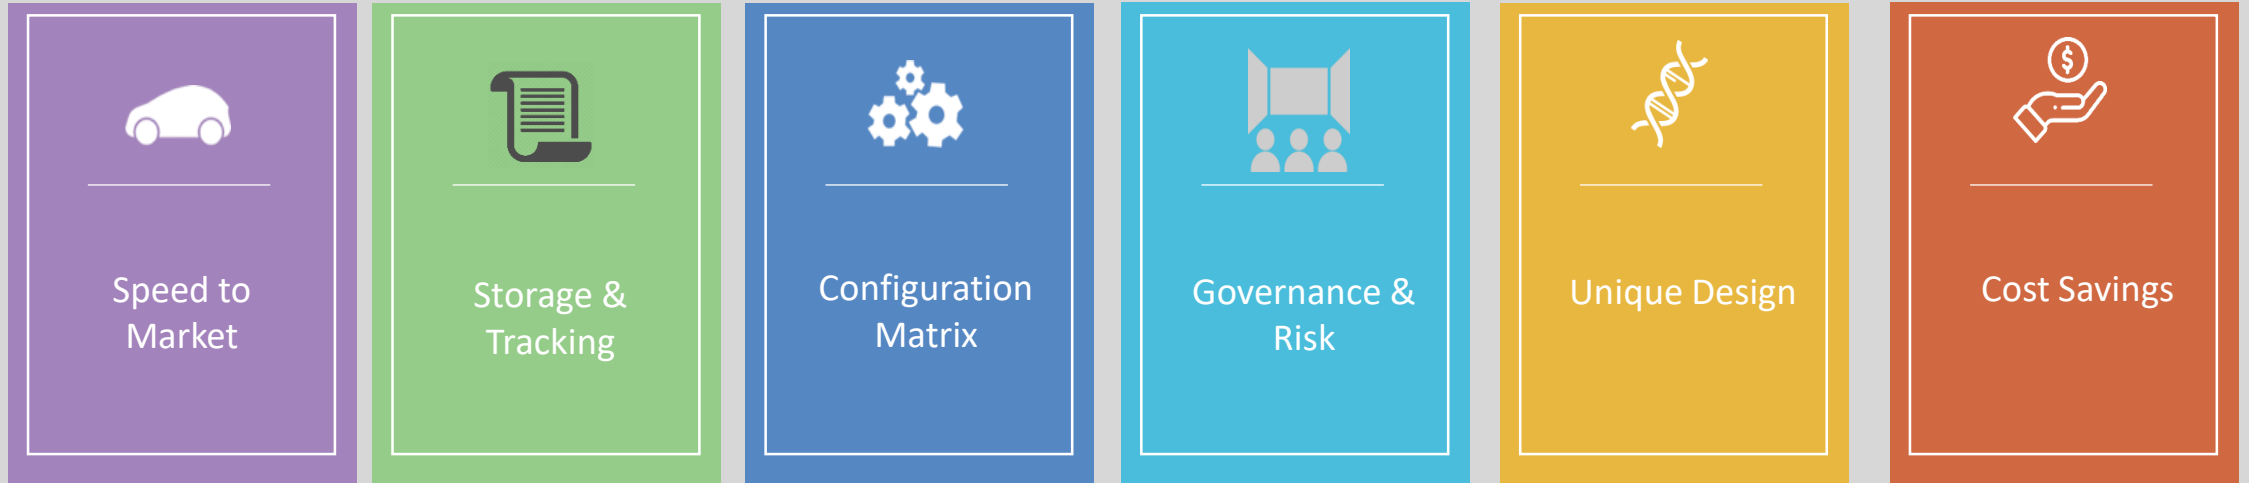 Speed to
Market
Storage &
Tracking
Configuration
Matrix
Governance &
Risk
Unique Design
Cost Savings
$